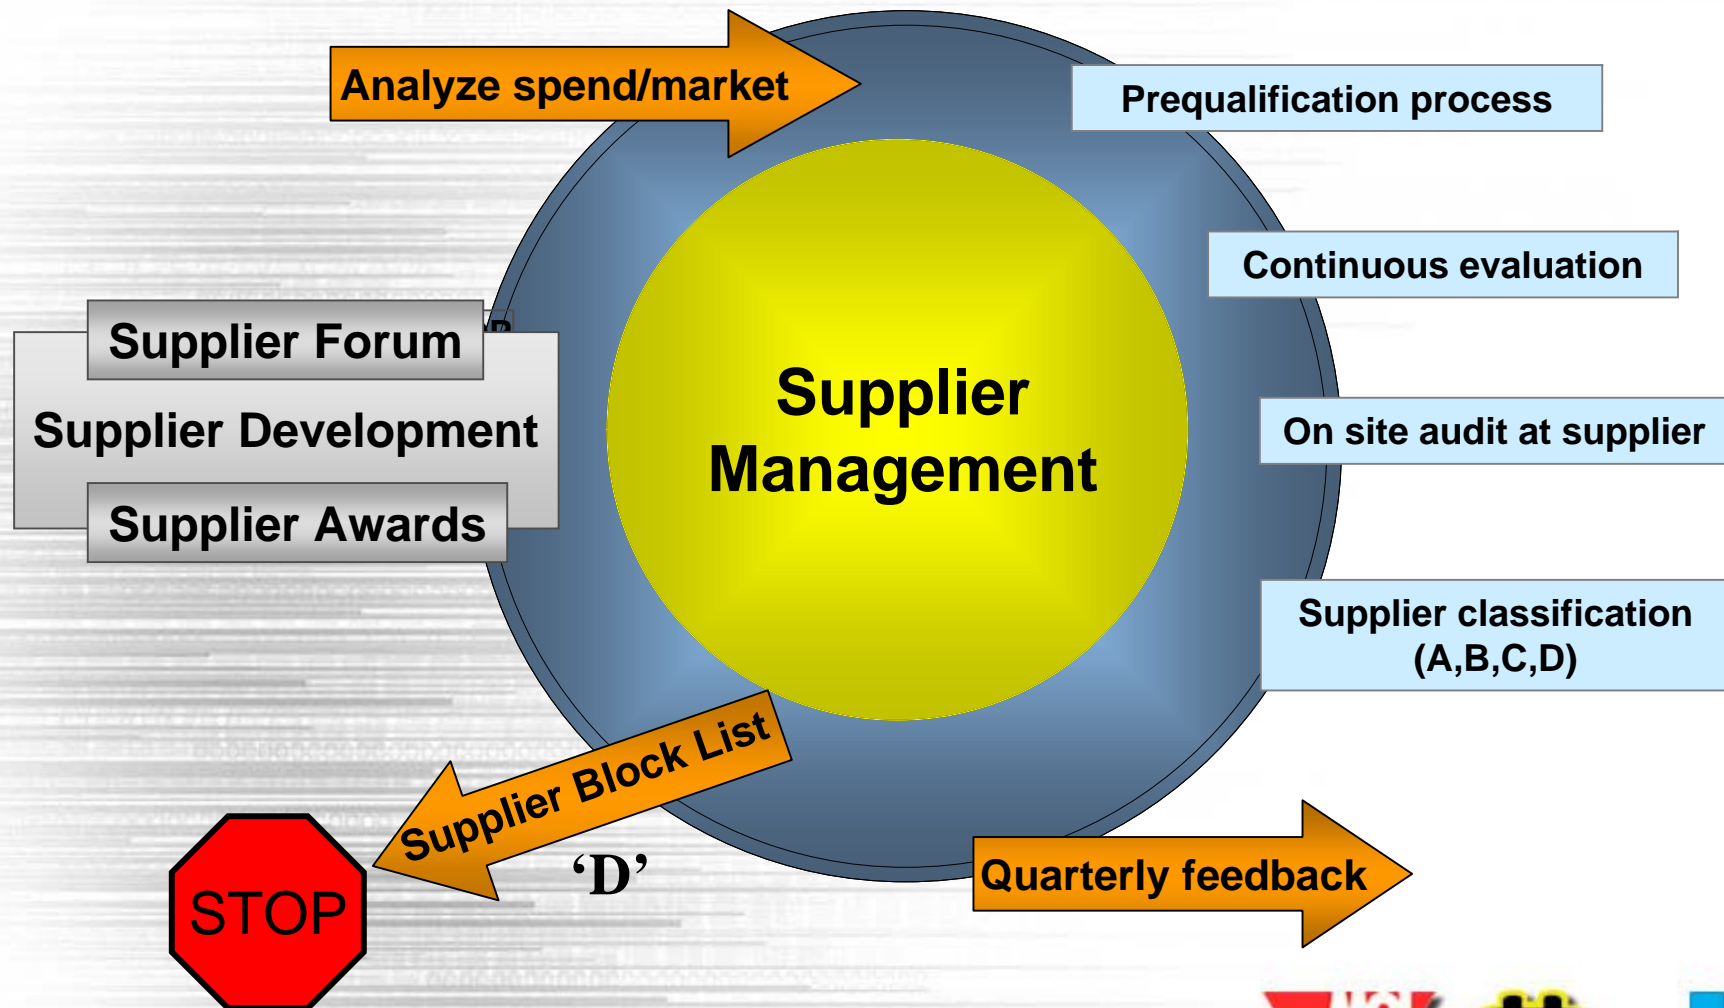 Analyze spend/market
Prequalification process
Continuous evaluation
Supplier Forum
Supplier Development
Supplier Awards
Supplier
Management
On site audit at supplier
Supplier classification
(A,B,C,D)
Supplier Block List
'D'
Quarterly feedback
STOP